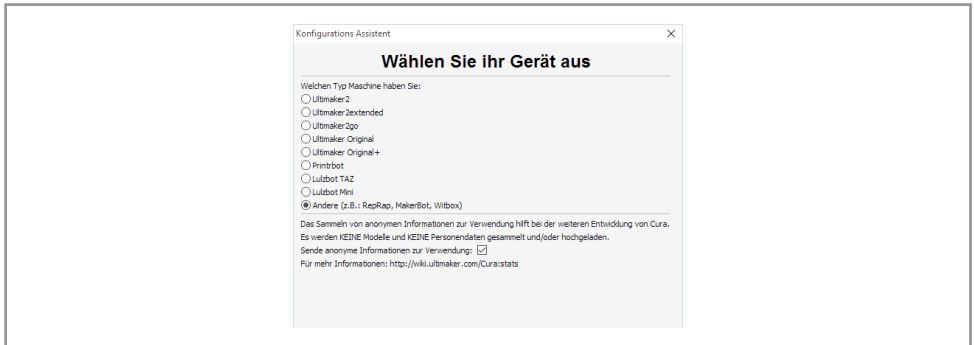 Konfigurations Assistent
Wählen Sie ihr Gerät aus
Welchen Typ Maschine haben Sie:
Ultimaker2
Ultimaker2extended
Ultimaker2go
Ultimaker Original
Ultimaker Original+
Printrbot
Lulzbot TAZ
Lulzbot Mini
Andere (z.B.: RepRap, MakerBot, Witbox)
Das Sammeln von anonymen Informationen zur Verwendung hilft bei der weiteren Entwicklung von Cura.
Es werden KEINE Modelle und KEINE Personendaten gesammelt und/oder hochgeladen.
Sende anonyme Informationen zur Verwendung:
Für mehr Informationen: http://wiki.ultimaker.com/Cura:stats